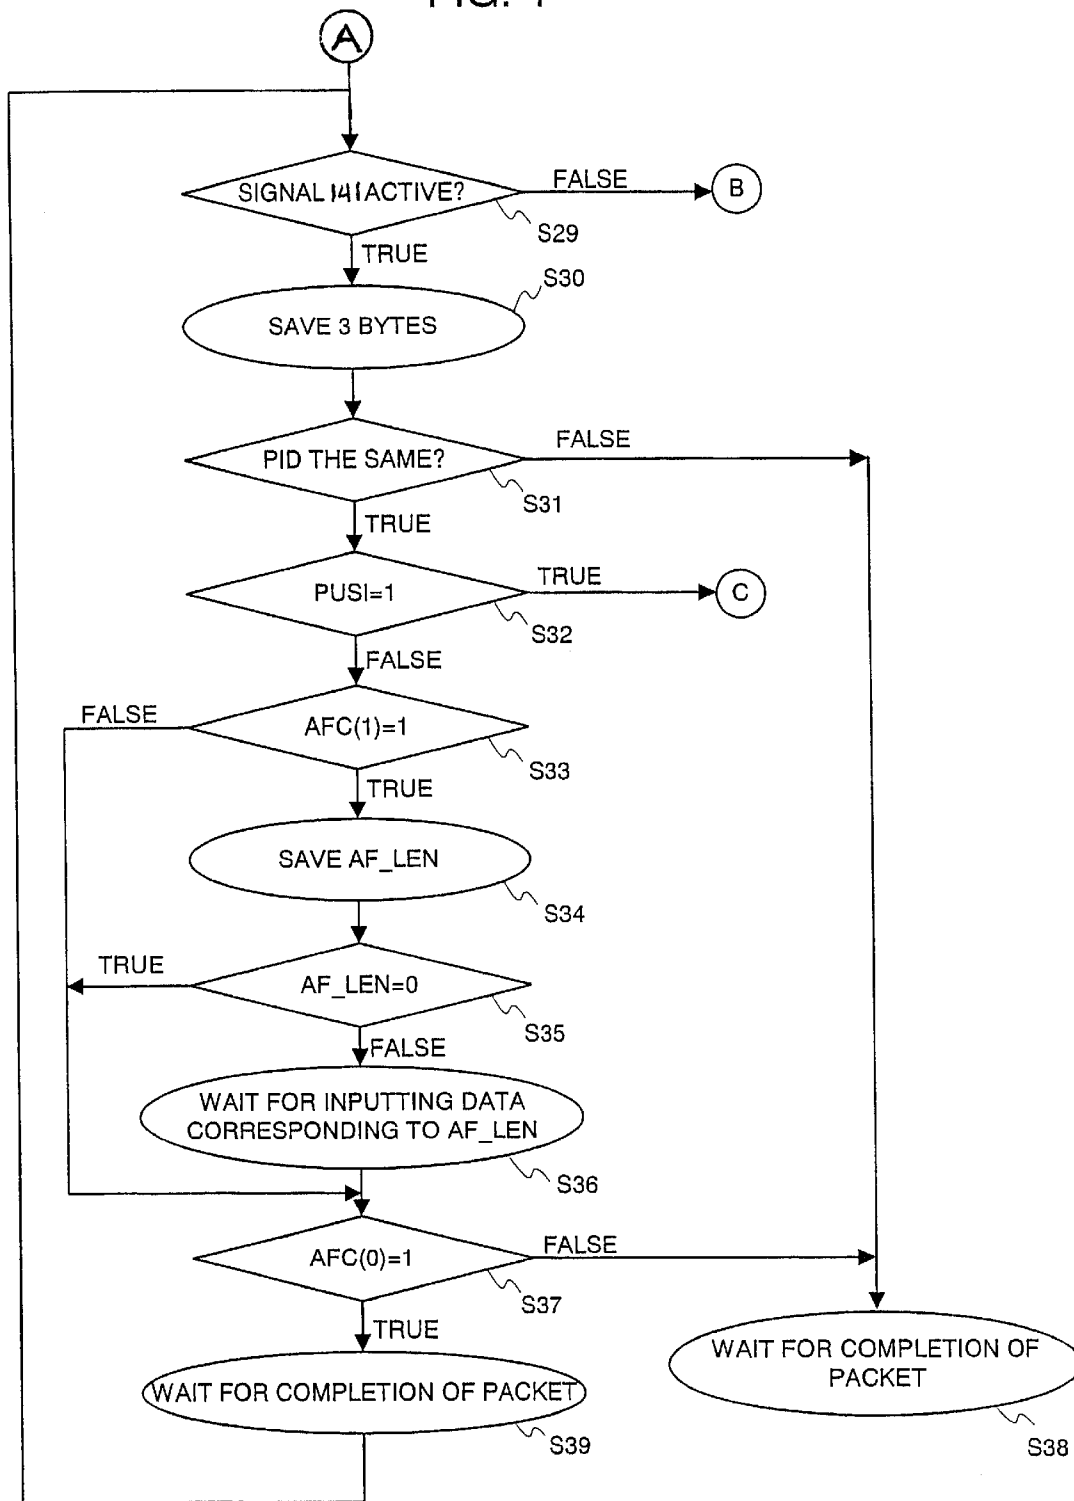 A
SIGNAL 141 ACTIVE?
FALSE
B
S29
TRUE
S30
SAVE 3 BYTES
PID THE SAME?
FALSE
S31
TRUE
PUSI=1
TRUE
C
S32
FALSE
FALSE
AFC(1)=1
S33
TRUE
SAVE AF_LEN
S34
TRUE
AF_LEN=0
S35
FALSE
WAIT FOR INPUTTING DATA
CORRESPONDING TO AF_LEN
S36
AFC(0)=1
FALSE
S37
TRUE
WAIT FOR COMPLETION OF PACKET
S39
WAIT FOR COMPLETION OF
PACKET
S38